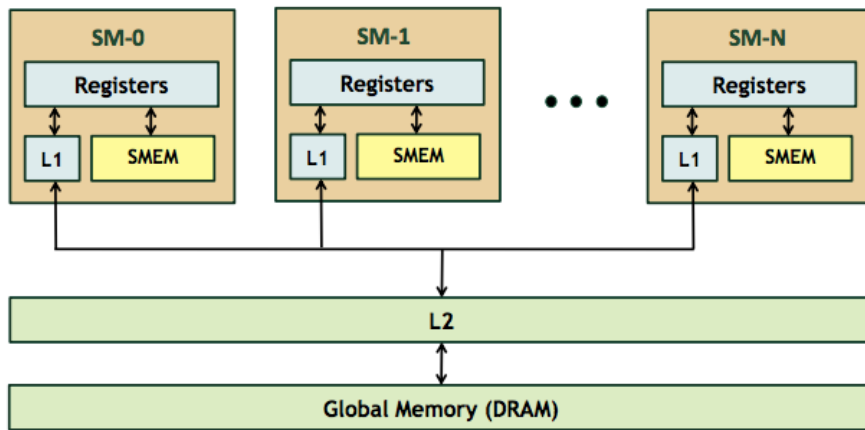 SM-0
SM-1
SM-N
Registers
Registers
Registers
L1
SMEM
L1
SMEM
L1
SMEM
L2
Global Memory (DRAM)